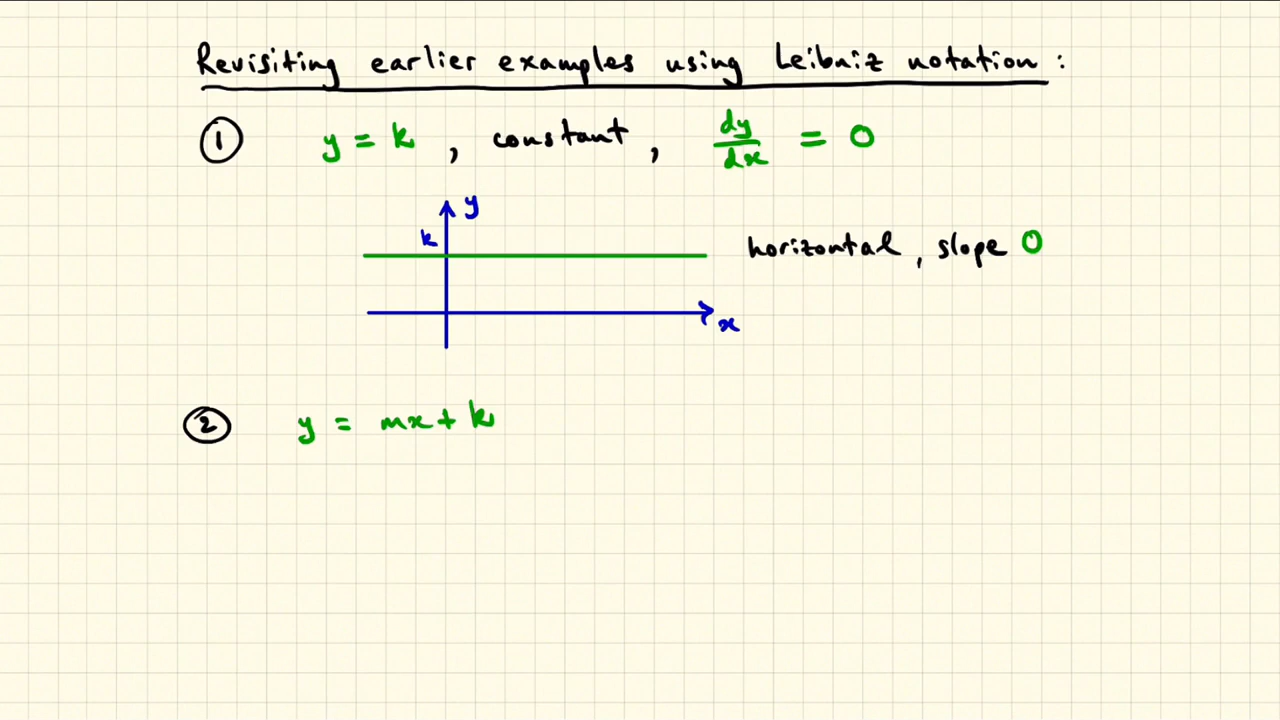 Revisiting earlier examples using Leibniz notation :
① y = k , constant , dy/dx = 0
y
k
horizontal , slope 0
x
② y = mx + k